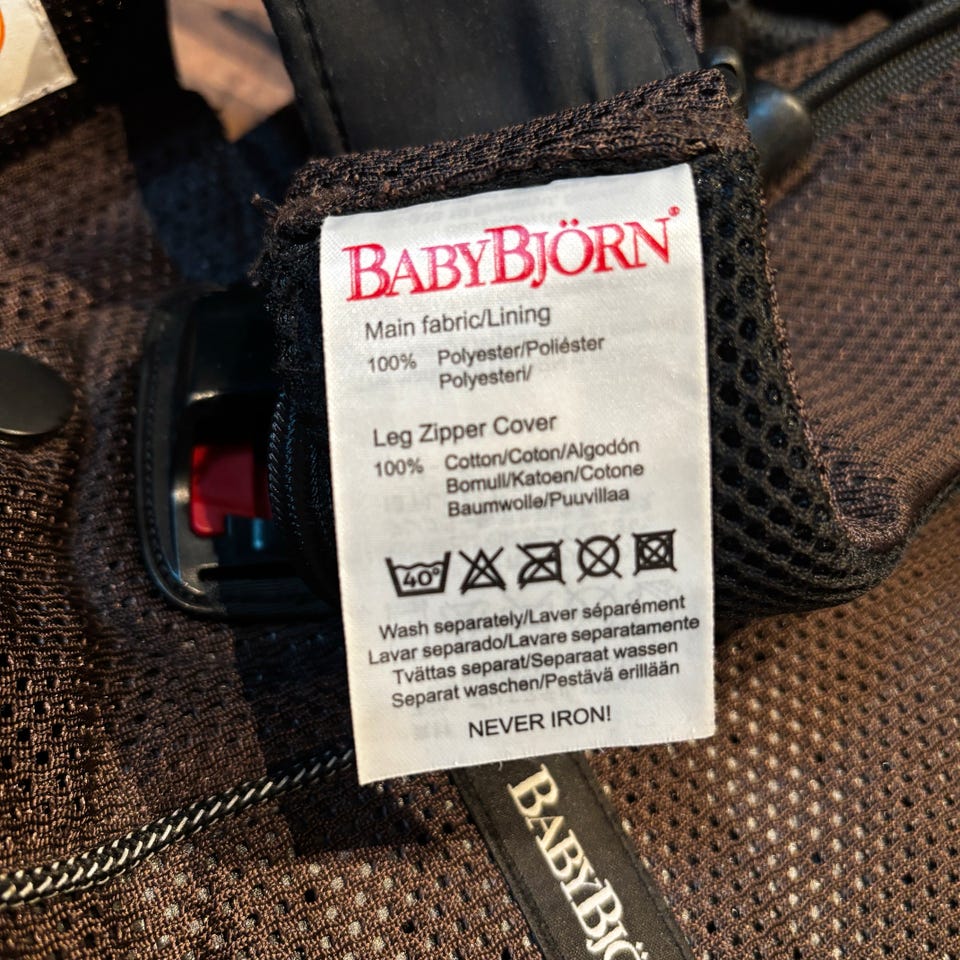 BABYBJÖRN®
Main fabric/Lining
100% Polyester/Poliéster
Polyesteri/
Leg Zipper Cover
100% Cotton/Coton/Algodón
Bomull/Katoen/Cotone
Baumwolle/Puuvillaa
40°
Wash separately/Laver séparément
Lavar separado/Lavare separatamente
Tvättas separat/Separaat wassen
Separat waschen/Pestävä erillään
NEVER IRON!
BABYBJÖ